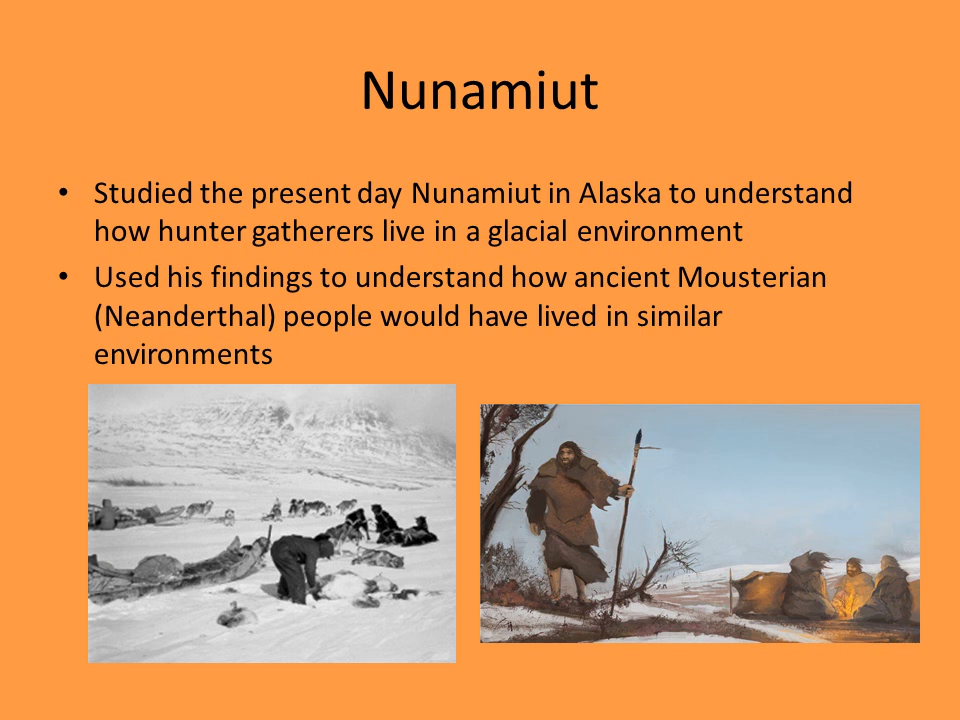 Nunamiut
• Studied the present day Nunamiut in Alaska to understand
how hunter gatherers live in a glacial environment
• Used his findings to understand how ancient Mousterian
(Neanderthal) people would have lived in similar
environments